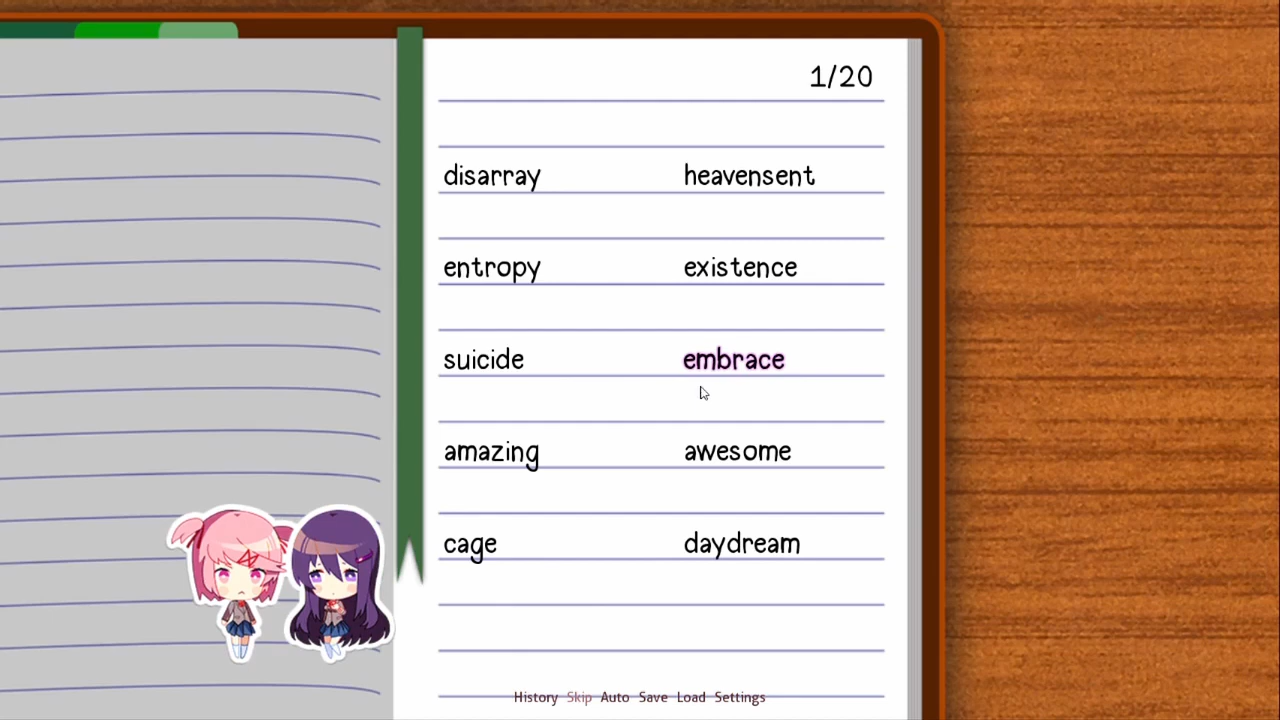 1/20
disarray heavensent
entropy existence
suicide embrace
amazing awesome
cage daydream
History Skip Auto Save Load Settings